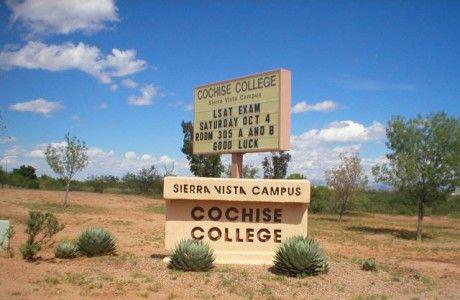 COCHISE COLLEGE
Sierra Vista Campus
LSAT EXAM
SATURDAY OCT 4
ROOM 305 A AND B
GOOD LUCK
SIERRA VISTA CAMPUS
COCHISE
COLLEGE